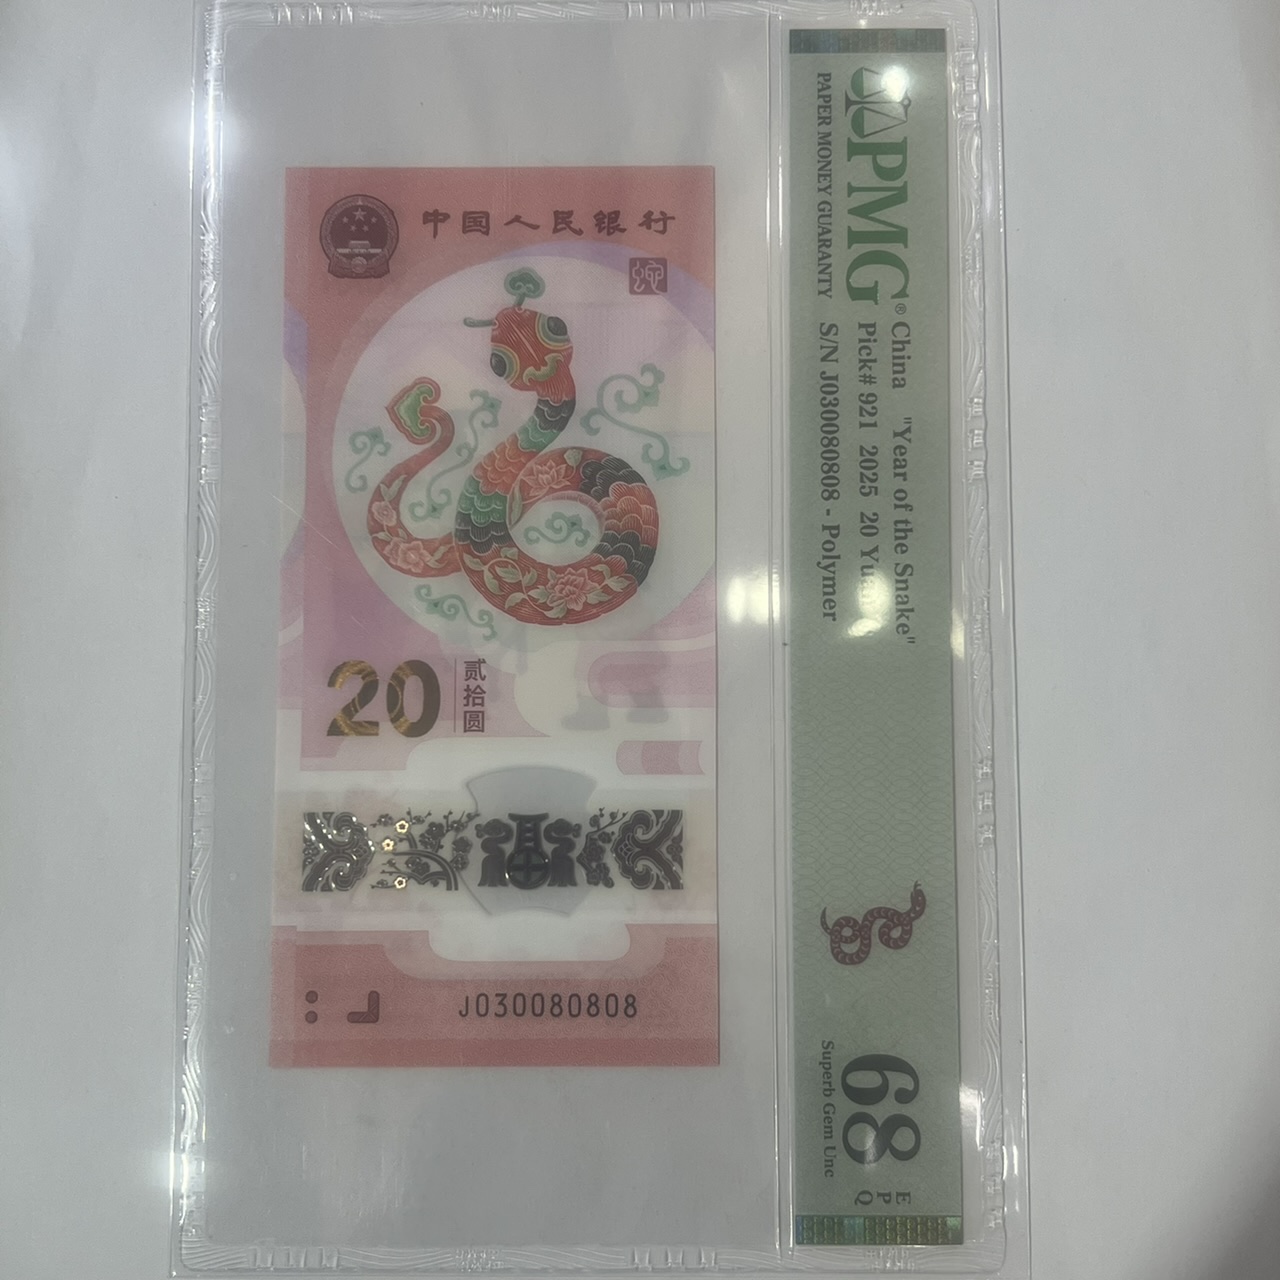 中国人民银行
蛇
20
贰拾圆
福
J030080808
PMG®
PAPER MONEY GUARANTY
China "Year of the Snake"
Pick# 921 2025 20 Yuan
S/N J030080808 - Polymer
68
EPQ
Superb Gem Unc